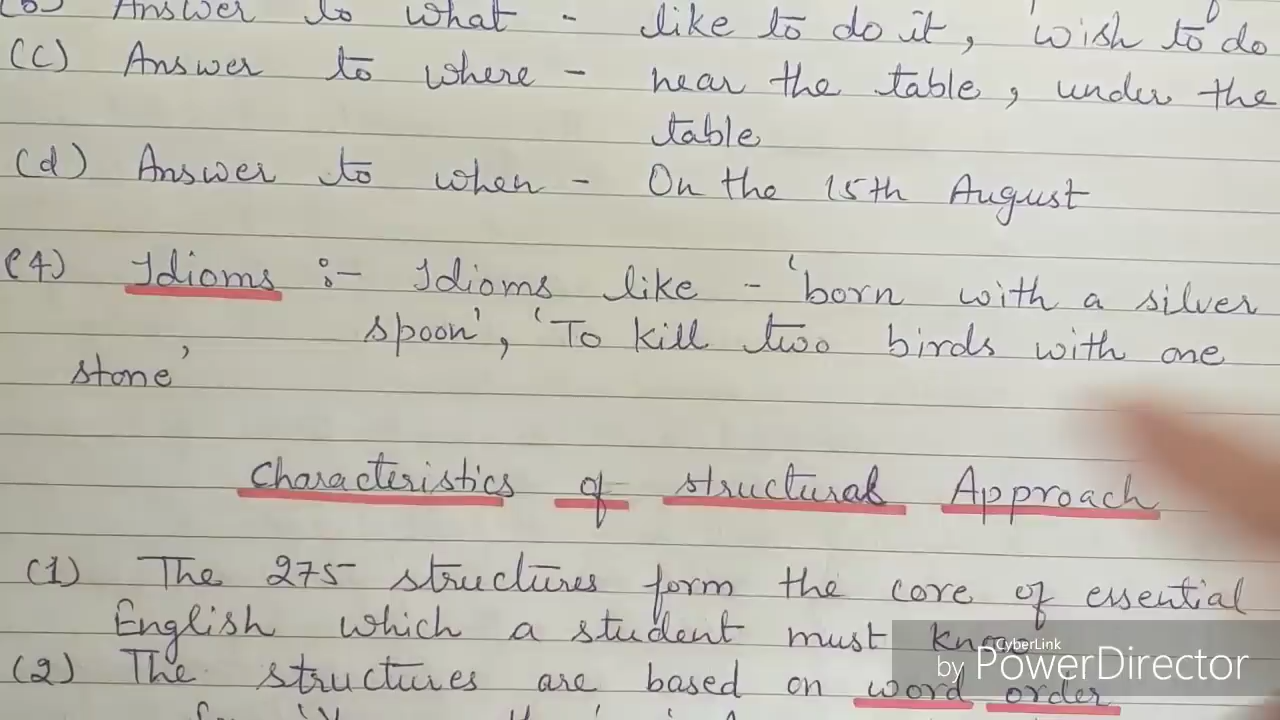 (b) Answer to what - like to do it, 'wish to do
(c) Answer to where - near the table, under the
table
(d) Answer to when - On the 15th August
(4) Idioms :- Idioms like - 'born with a silver
spoon', 'To kill two birds with one
stone'
Characteristics of structural Approach
(1) The 275 structures form the core of essential
English which a student must know
(2) The structures are based on word order
CyberLink
by PowerDirector